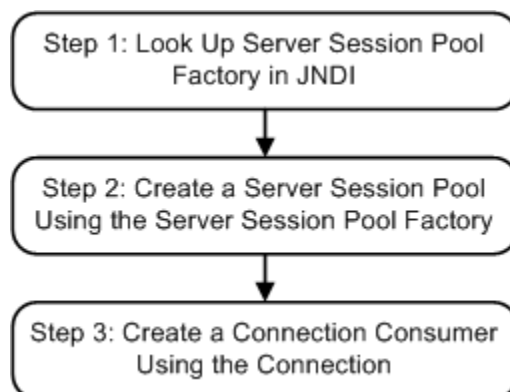 Step 1: Look Up Server Session Pool
Factory in JNDI
Step 2: Create a Server Session Pool
Using the Server Session Pool Factory
Step 3: Create a Connection Consumer
Using the Connection